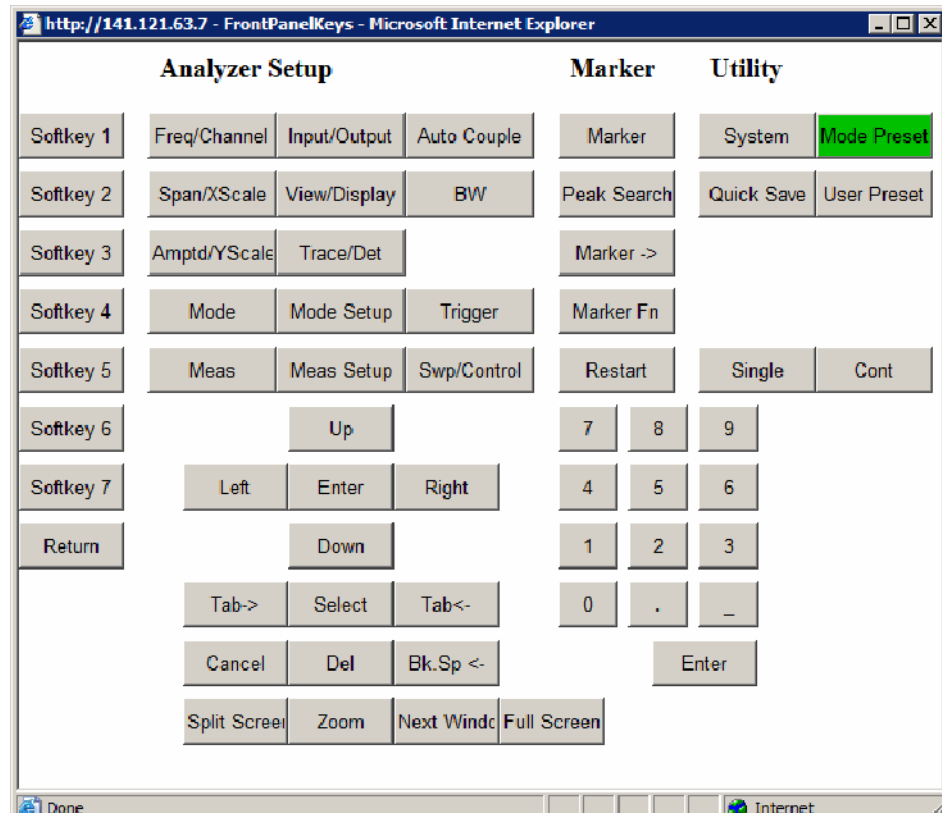 http://141.121.63.7 - FrontPanelKeys - Microsoft Internet Explorer
Analyzer Setup Marker Utility
Softkey 1 Freq/Channel Input/Output Auto Couple Marker System Mode Preset
Softkey 2 Span/XScale View/Display BW Peak Search Quick Save User Preset
Softkey 3 Amptd/YScale Trace/Det Marker ->
Softkey 4 Mode Mode Setup Trigger Marker Fn
Softkey 5 Meas Meas Setup Swp/Control Restart Single Cont
Softkey 6 Up 7 8 9
Softkey 7 Left Enter Right 4 5 6
Return Down 1 2 3
Tab-> Select Tab<- 0 . _
Cancel Del Bk.Sp <- Enter
Split Screen Zoom Next Windo Full Screen
Done Internet